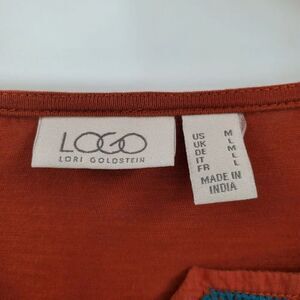 LOGO
LORI GOLDSTEIN
US M
UK L
DE M
IT L
FR L
MADE IN
INDIA